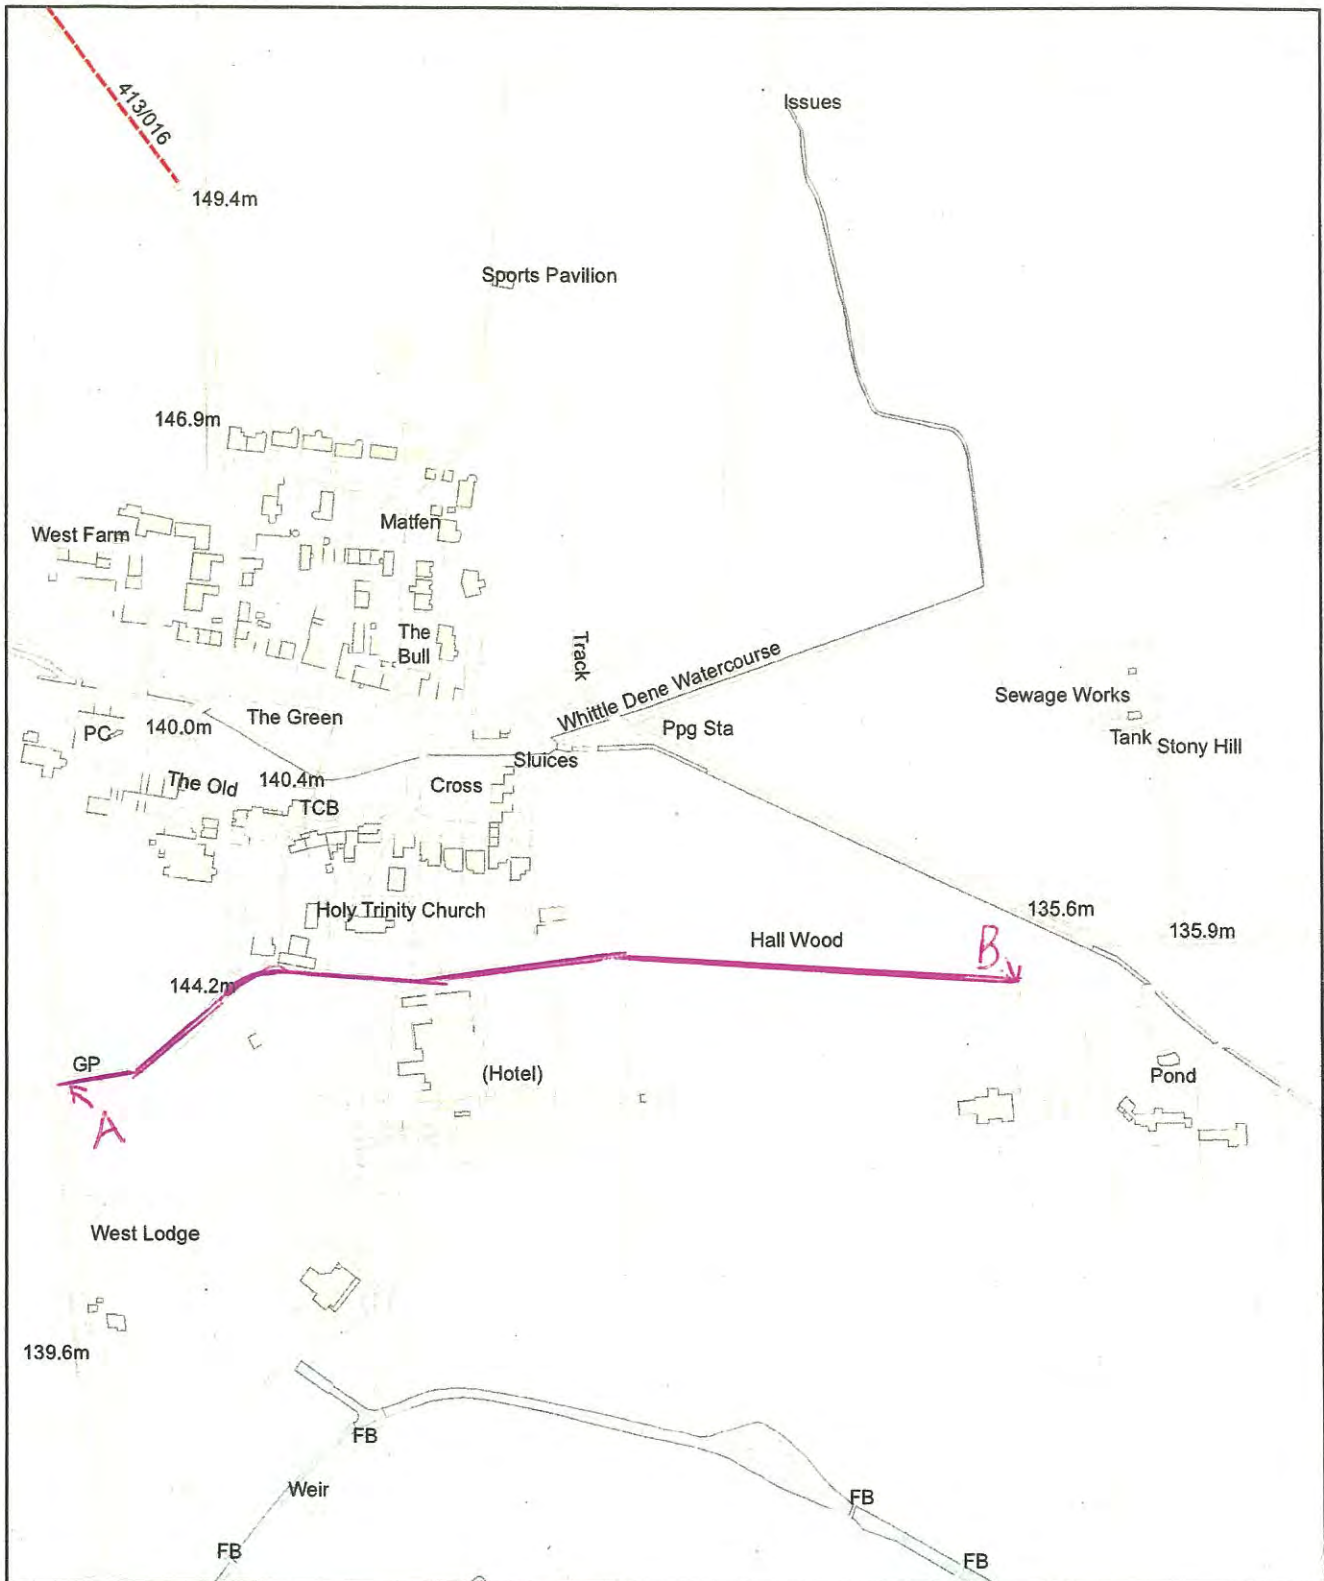 413/016
Issues
149.4m
Sports Pavilion
146.9m
Matfen
West Farm
The
Bull
Track
Whittle Dene Watercourse
Sewage Works
Tank
Stony Hill
The Green
140.0m
PC
Ppg Sta
Sluices
The Old
140.4m
Cross
TCB
Holy Trinity Church
135.6m
135.9m
Hall Wood
B
144.2m
GP
A
(Hotel)
Pond
West Lodge
139.6m
FB
Weir
FB
FB
FB